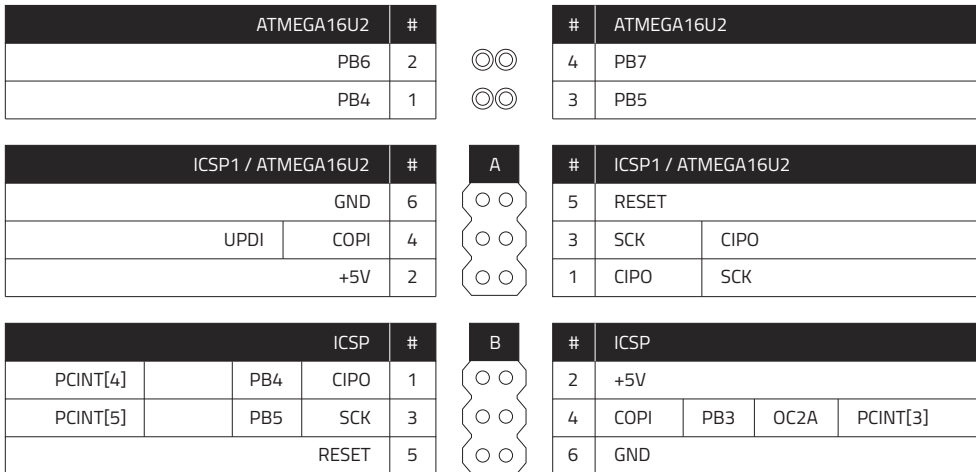 ATMEGA16U2 # # ATMEGA16U2
PB6 2 4 PB7
PB4 1 3 PB5
ICSP1 / ATMEGA16U2 # A # ICSP1 / ATMEGA16U2
GND 6 5 RESET
UPDI COPI 4 3 SCK CIPO
+5V 2 1 CIPO SCK
ICSP # B # ICSP
PCINT[4] PB4 CIPO 1 2 +5V
PCINT[5] PB5 SCK 3 4 COPI PB3 OC2A PCINT[3]
RESET 5 6 GND